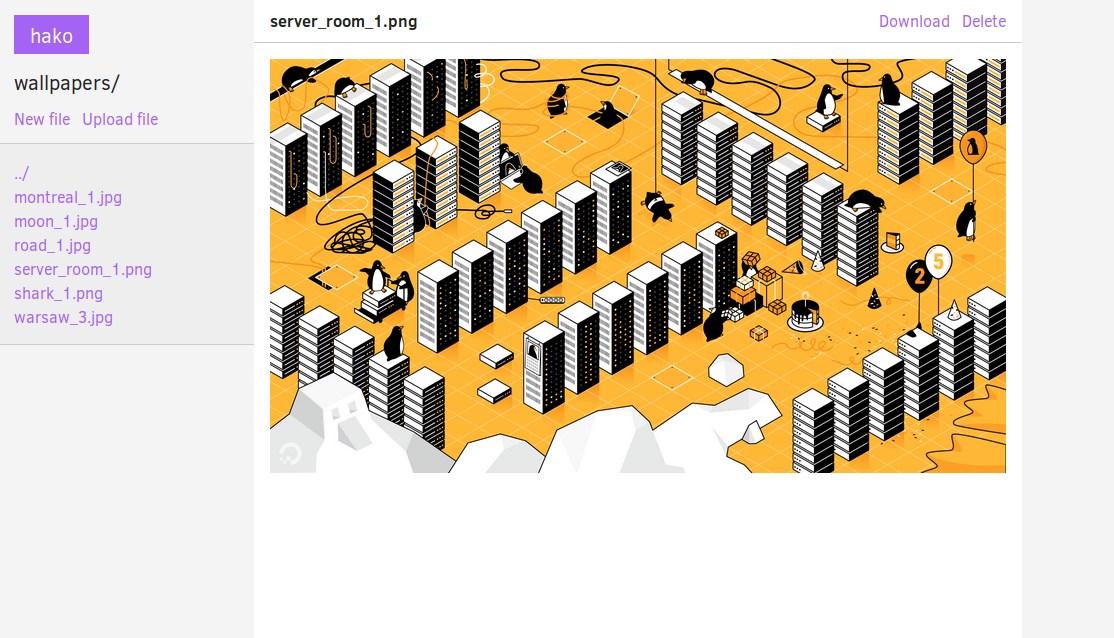 hako
wallpapers/
New file Upload file
../
montreal_1.jpg
moon_1.jpg
road_1.jpg
server_room_1.png
shark_1.png
warsaw_3.jpg
server_room_1.png
Download Delete
2
5